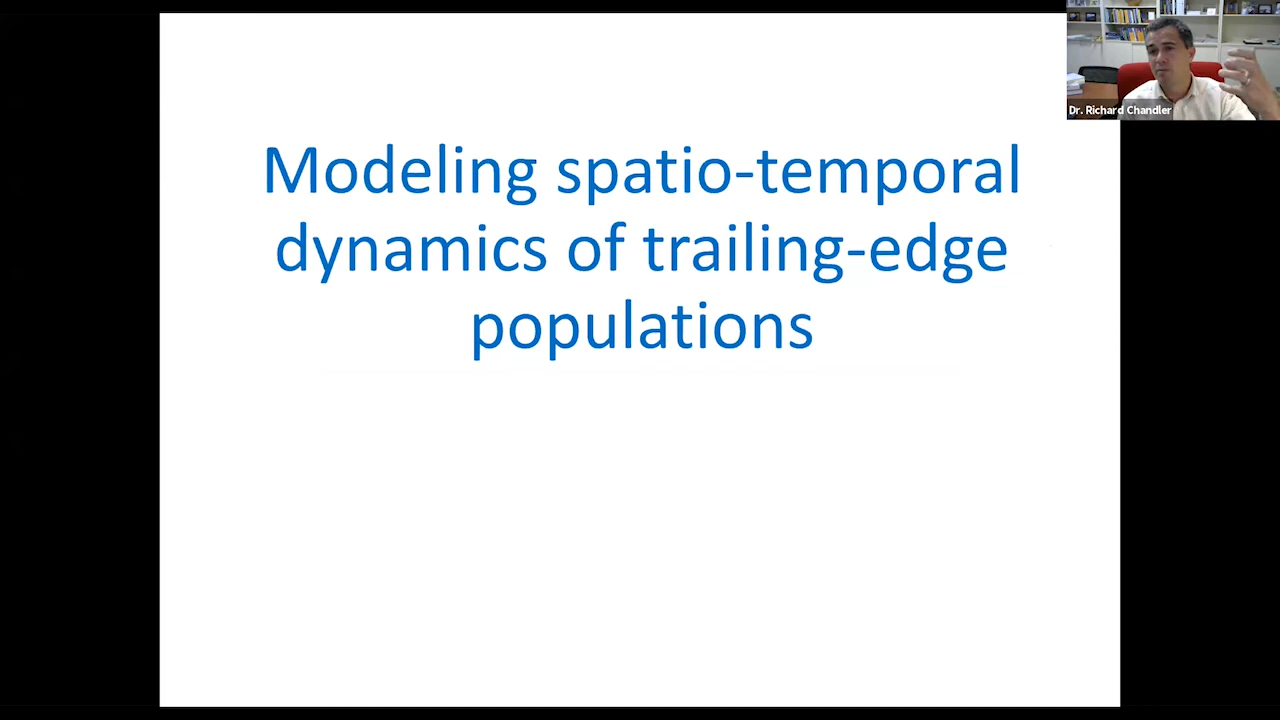 Dr. Richard Chandler
Modeling spatio-temporal
dynamics of trailing-edge
populations